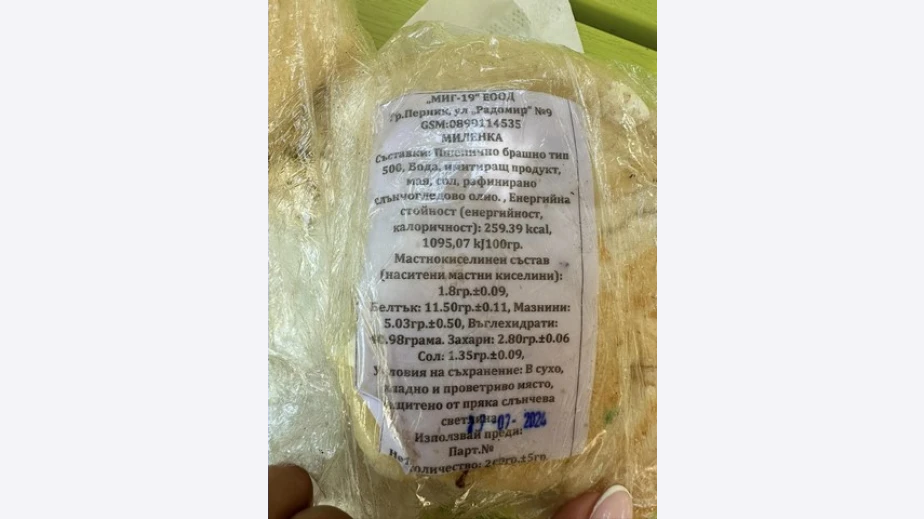 „МИГ-19" ЕООД
гр.Перник, ул „Радомир" №9
GSM:0899114535
МИЛЕНКА
Съставки: Пшенично брашно тип
500, Вода, имитиращ продукт,
мая, сол, рафинирано
слънчогледово олио. , Енергийна
стойност (енергийност,
калоричност): 259.39 kcal,
1095,07 kJ100гр.
Мастнокиселинен състав
(наситени мастни киселини):
1.8гр.±0.09,
Белтък: 11.50гр.±0.11, Мазнини:
5.03гр.±0.50, Въглехидрати:
Захари: 2.80гр.±0.06
Сол: 1.35гр.±0.09,
Условия на съхранение: В сухо,
хладно и проветриво място,
защитено от пряка слънчева
светлина
07- 2024
Използвай преди:
Парт.№
количество: